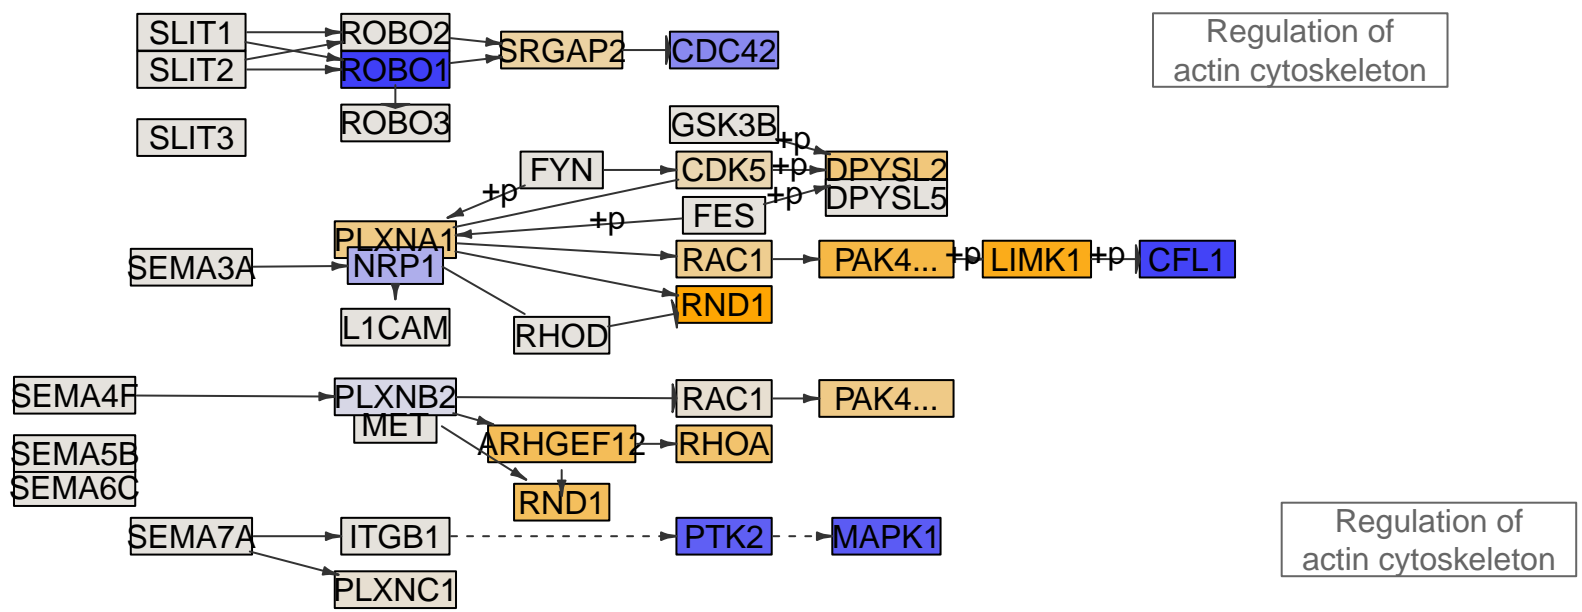 SLIT1
ROBO2
SRGAP2
CDC42
Regulation of
actin cytoskeleton
SLIT2
ROBO1
SLIT3
ROBO3
GSK3B
+p
FYN
CDK5
+p
DPYSL2
+p
FES
+p
DPYSL5
+p
PLXNA1
SEMA3A
NRP1
RAC1
PAK4...
+p
LIMK1
+p
CFL1
RND1
L1CAM
RHOD
SEMA4F
PLXNB2
RAC1
PAK4...
MET
ARHGEF12
RHOA
SEMA5B
SEMA6C
RND1
SEMA7A
ITGB1
PTK2
MAPK1
Regulation of
actin cytoskeleton
PLXNC1